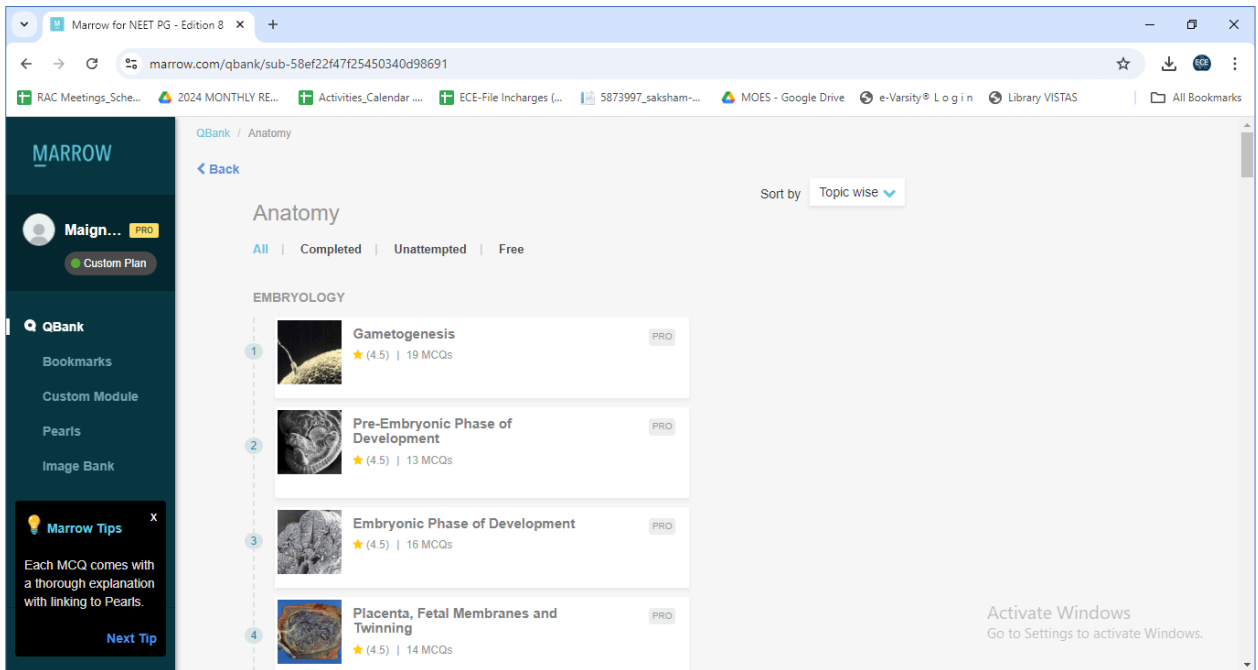 Marrow for NEET PG - Edition 8
marrow.com/qbank/sub-58ef22f47f25450340d98691
RAC Meetings_Sche... 2024 MONTHLY RE... Activities_Calendar .... ECE-File Incharges (... 5873997_saksham-... MOES - Google Drive e-Varsity® L o g i n Library VISTAS All Bookmarks
ECE
MARROW
Maign... PRO
Custom Plan
QBank
Bookmarks
Custom Module
Pearls
Image Bank
Marrow Tips X
Each MCQ comes with
a thorough explanation
with linking to Pearls.
Next Tip
QBank / Anatomy
Back
Sort by Topic wise
Anatomy
All | Completed | Unattempted | Free
EMBRYOLOGY
1
Gametogenesis PRO
(4.5) | 19 MCQs
2
Pre-Embryonic Phase of PRO
Development
(4.5) | 13 MCQs
3
Embryonic Phase of Development PRO
(4.5) | 16 MCQs
4
Placenta, Fetal Membranes and PRO
Twinning
(4.5) | 14 MCQs
Activate Windows
Go to Settings to activate Windows.